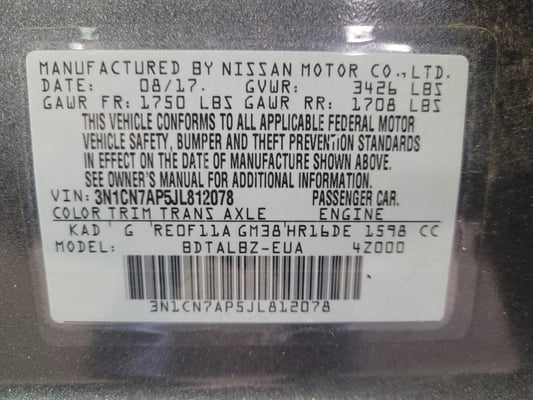 MANUFACTURED BY NISSAN MOTOR CO., LTD.
DATE: 08/17. GVWR: 3426 LBS
GAWR FR: 1750 LBS GAWR RR: 1708 LBS
THIS VEHICLE CONFORMS TO ALL APPLICABLE FEDERAL MOTOR
VEHICLE SAFETY, BUMPER AND THEFT PREVENTION STANDARDS
IN EFFECT ON THE DATE OF MANUFACTURE SHOWN ABOVE.
SEE OWNER'S MANUAL FOR ADDITIONAL INFORMATION.
VIN: 3N1CN7AP5JL812078 PASSENGER CAR.
COLOR TRIM TRANS AXLE ENGINE
KAD G RE0F11A GM38 HR16DE 1598 CC
MODEL: BDTALBZ-EUA 4Z000
3N1CN7AP5JL812078